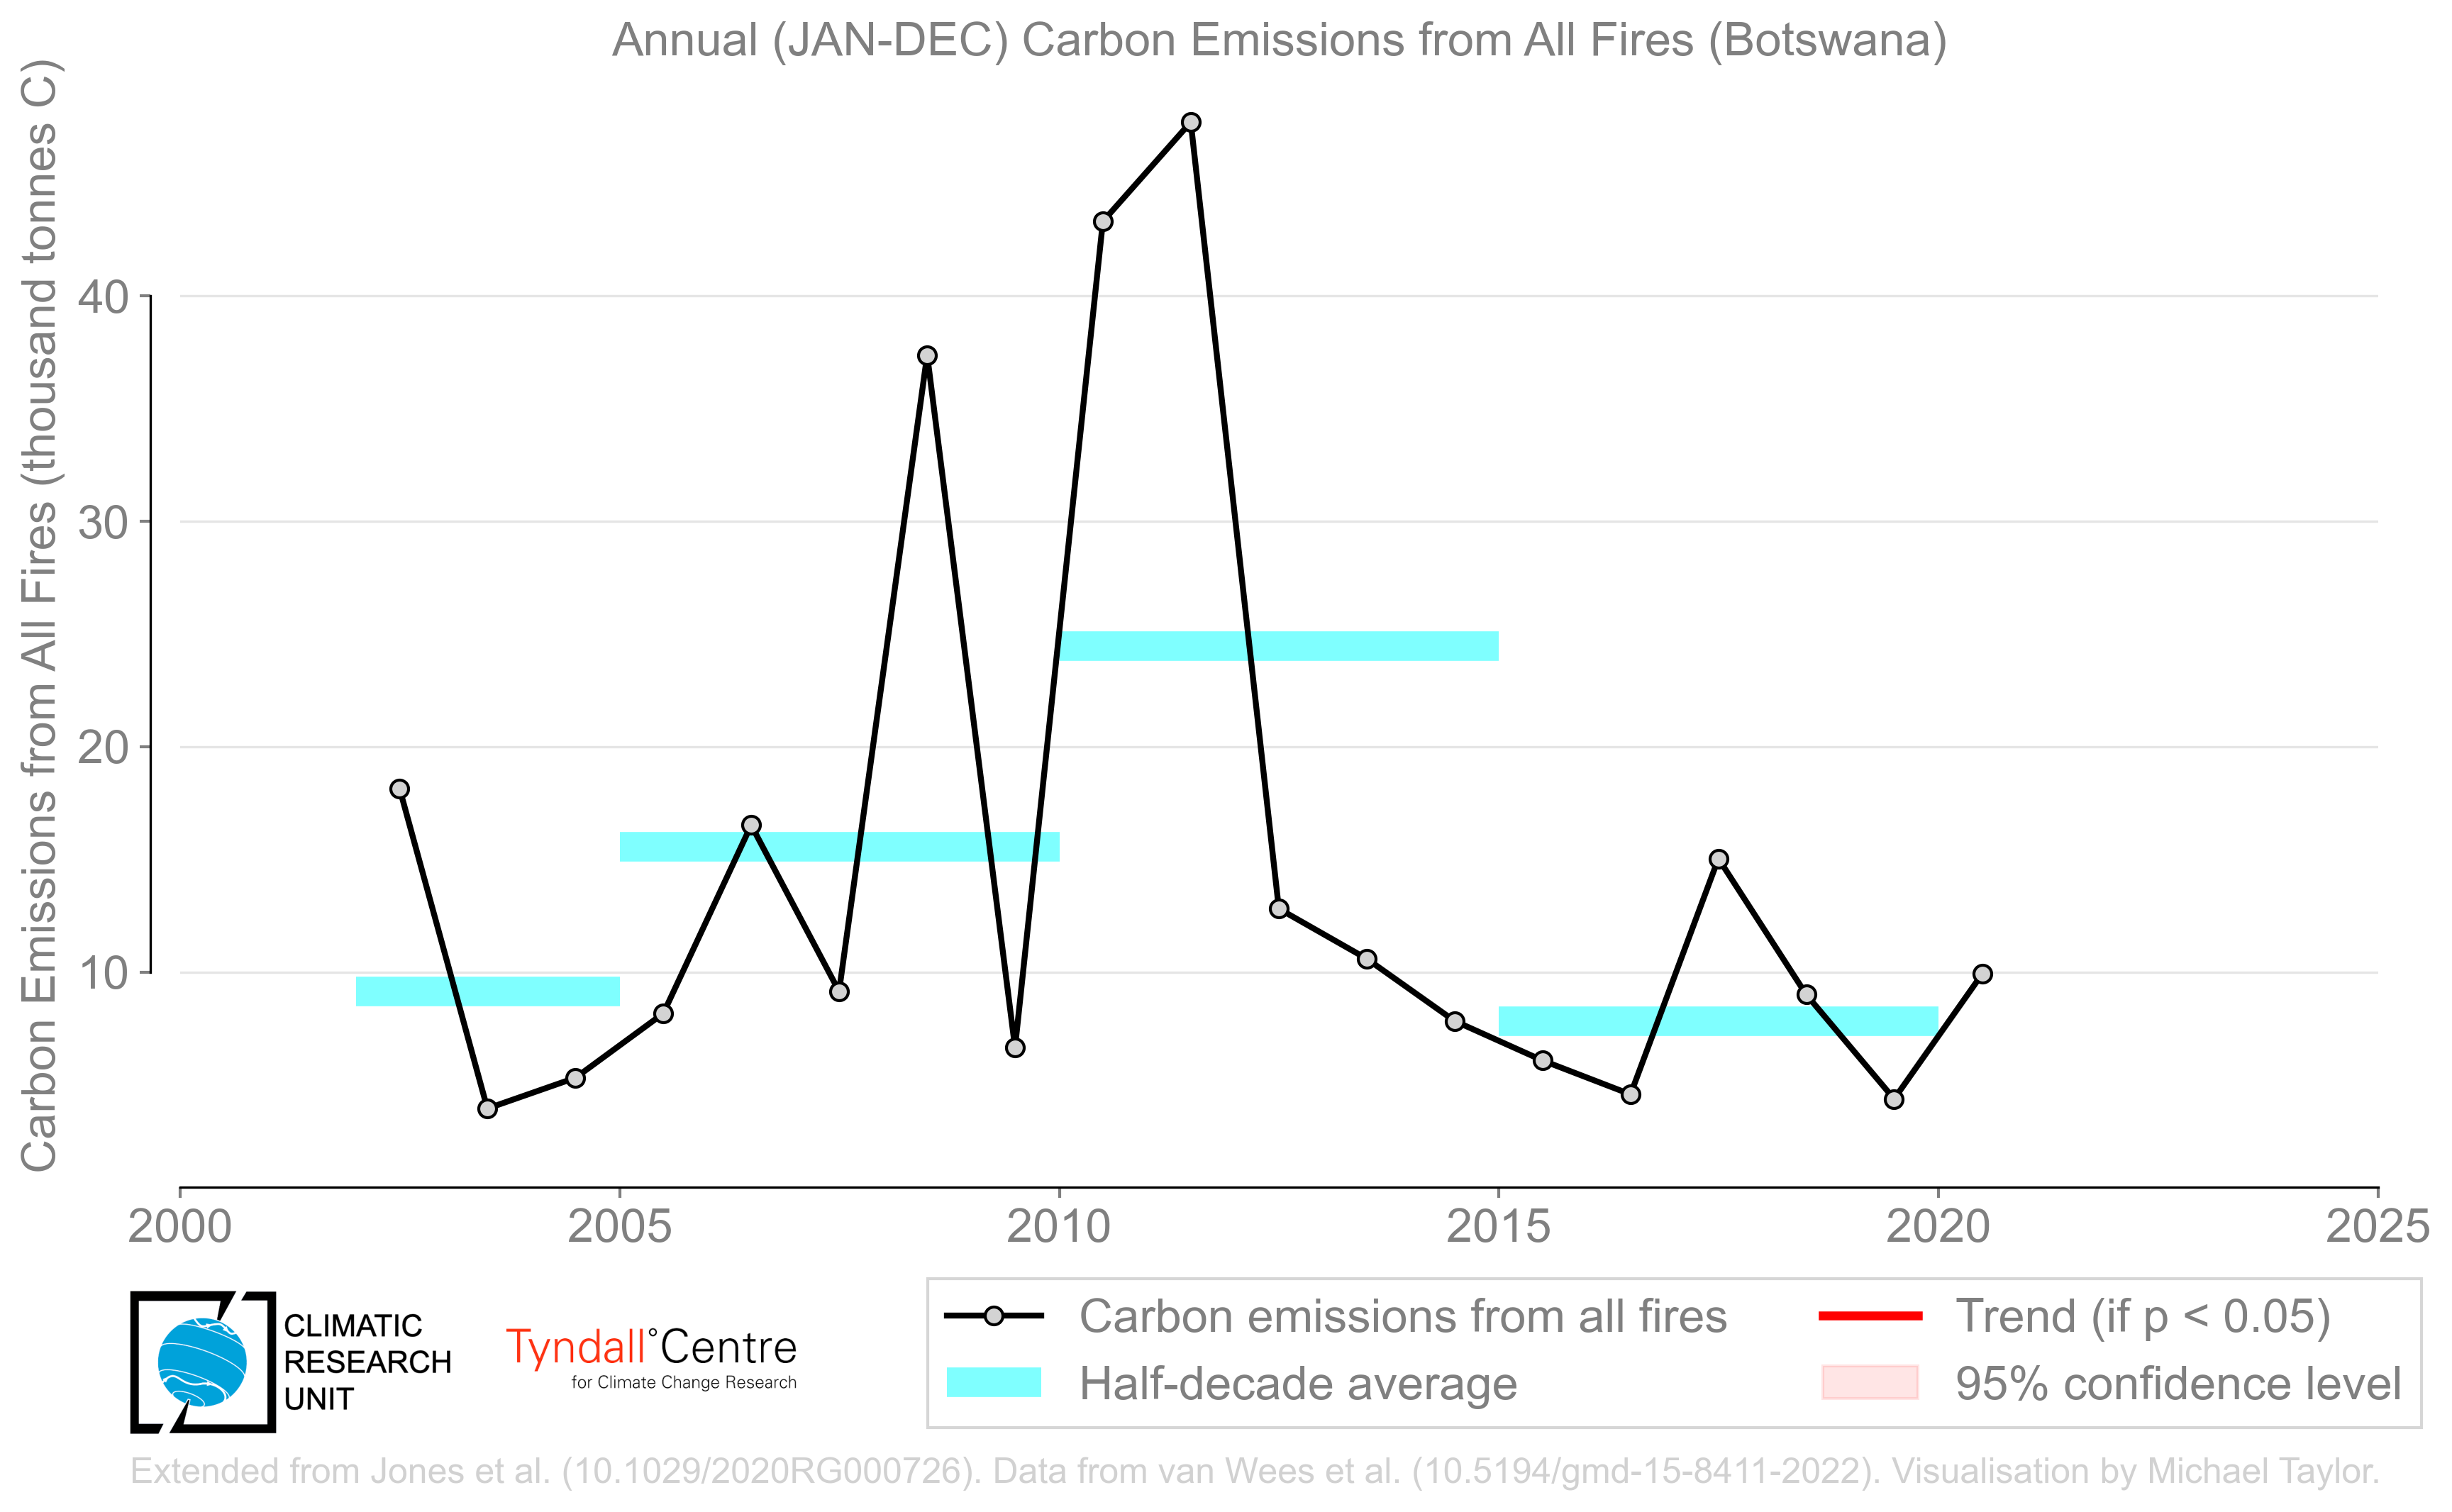 Annual (JAN-DEC) Carbon Emissions from All Fires (Botswana)
Carbon Emissions from All Fires (thousand tonnes C)
40
30
20
10
2000 2005 2010 2015 2020 2025
CLIMATIC
RESEARCH
UNIT
Tyndall°Centre
for Climate Change Research
Carbon emissions from all fires
Half-decade average
Trend (if p < 0.05)
95% confidence level
Extended from Jones et al. (10.1029/2020RG000726). Data from van Wees et al. (10.5194/gmd-15-8411-2022). Visualisation by Michael Taylor.